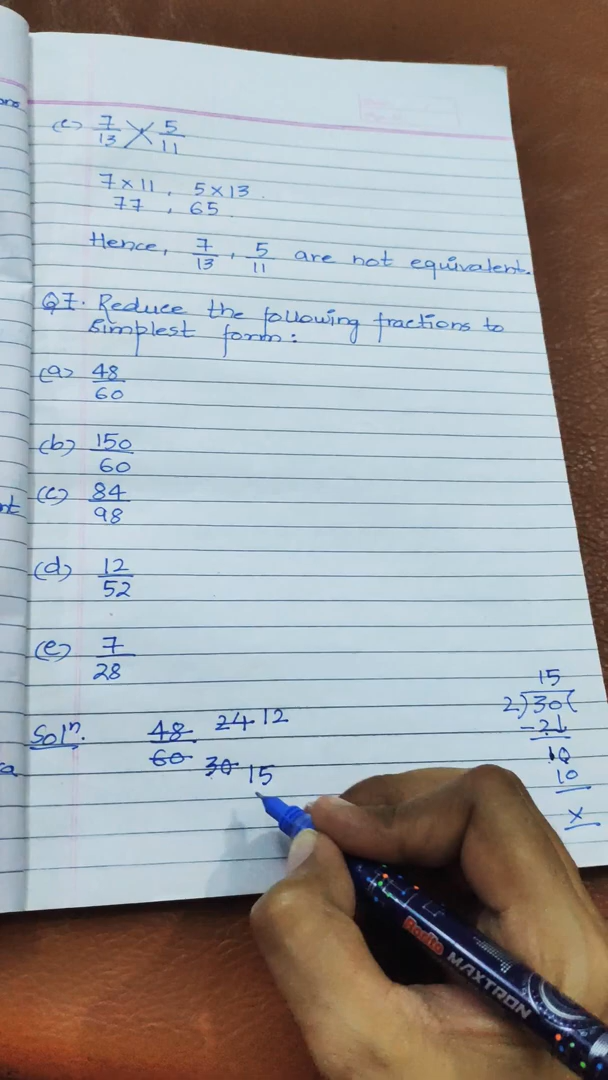 (e) 7/13 ╳ 5/11
7×11, 5×13
77, 65
Hence, 7/13, 5/11 are not equivalent.
Q7. Reduce the following fractions to
simplest form:
(a) 48/60
(b) 150/60
(c) 84/98
(d) 12/52
(e) 7/28
Solⁿ. 48 24 12
60 30 15
15
2)30(
-2↓
10
10
×
Rorito MAXTRON